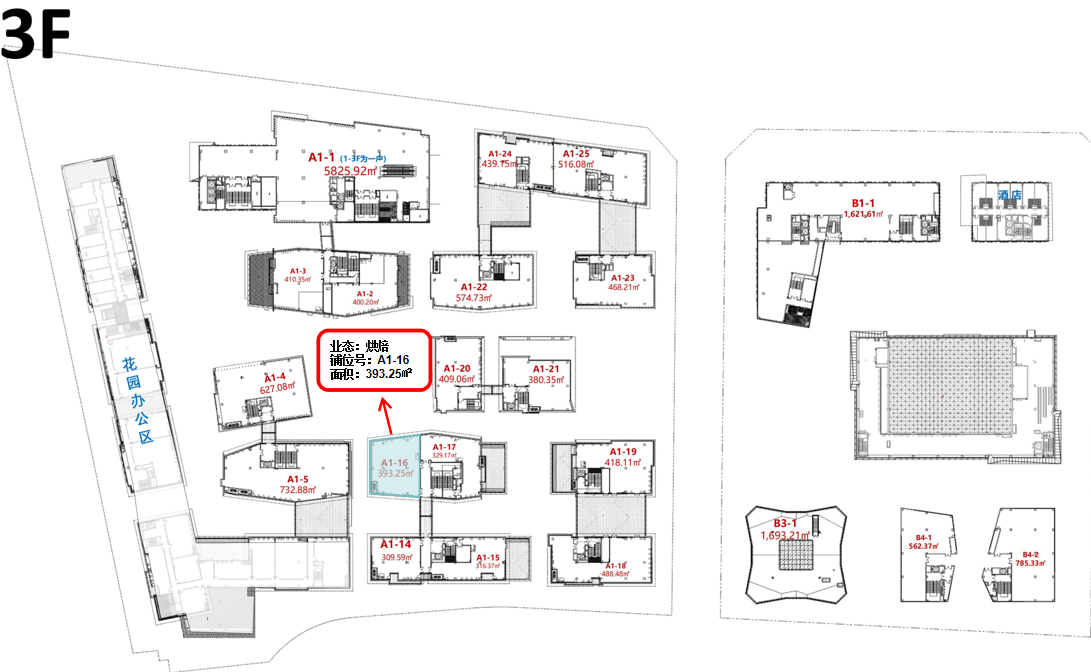 3F
A1-1 (1-3F为一户)
5825.92㎡
A1-24
439.15㎡
A1-25
516.08㎡
B1-1
1,621.61㎡
酒店
A1-3
410.35㎡
A1-2
400.20㎡
A1-22
574.73㎡
A1-23
468.21㎡
业态：烘焙
铺位号：A1-16
面积：393.25㎡
A1-20
409.06㎡
A1-21
380.35㎡
花园办公区
A1-4
627.08㎡
A1-5
732.88㎡
A1-16
393.25㎡
A1-17
329.17㎡
A1-19
418.11㎡
A1-14
309.59㎡
A1-15
316.37㎡
A1-18
488.48㎡
B3-1
1,693.21㎡
B4-1
562.37㎡
B4-2
785.33㎡